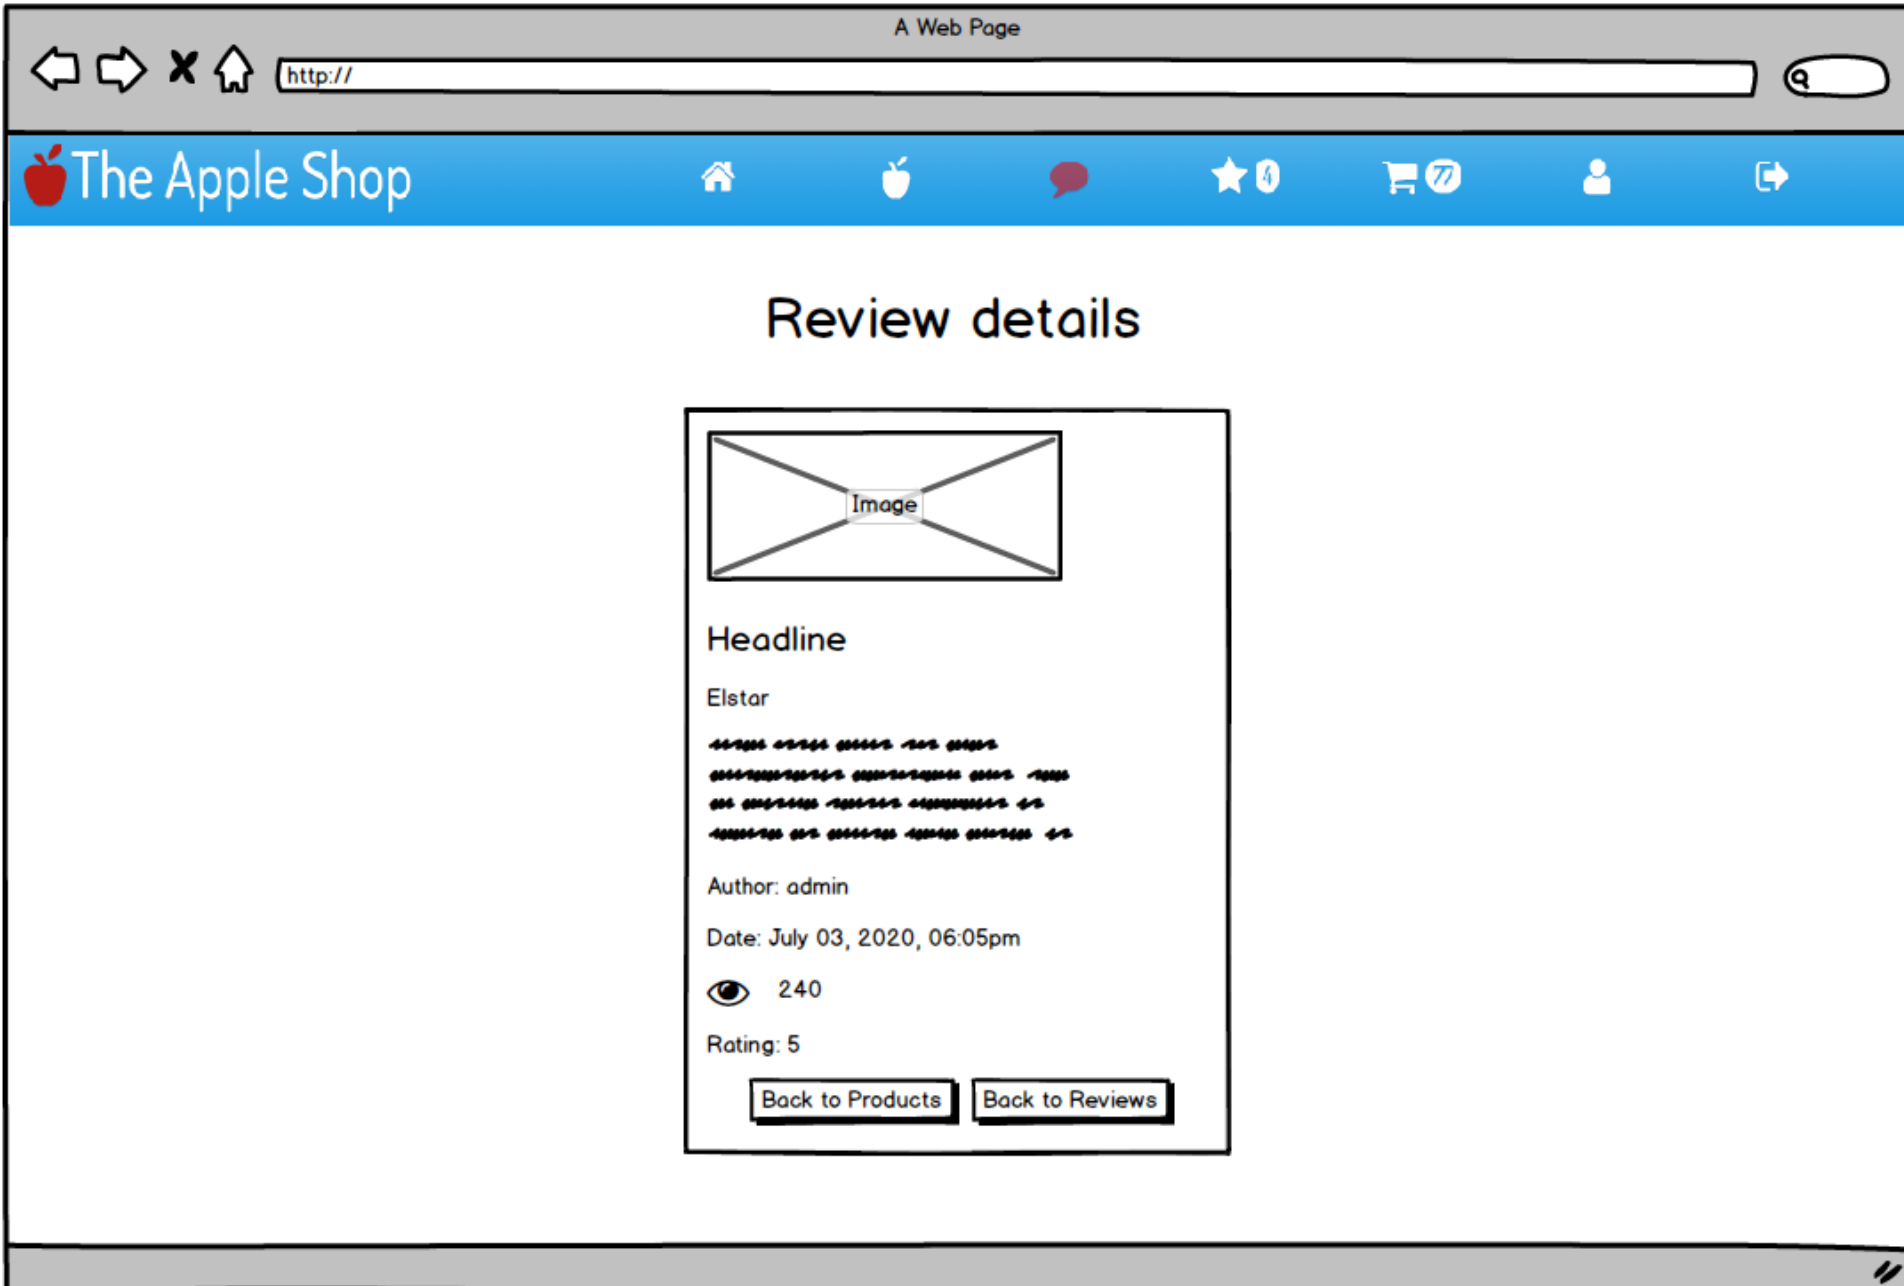 A Web Page
http://
The Apple Shop
4
77
Review details
Image
Headline
Elstar
Author: admin
Date: July 03, 2020, 06:05pm
240
Rating: 5
Back to Products
Back to Reviews